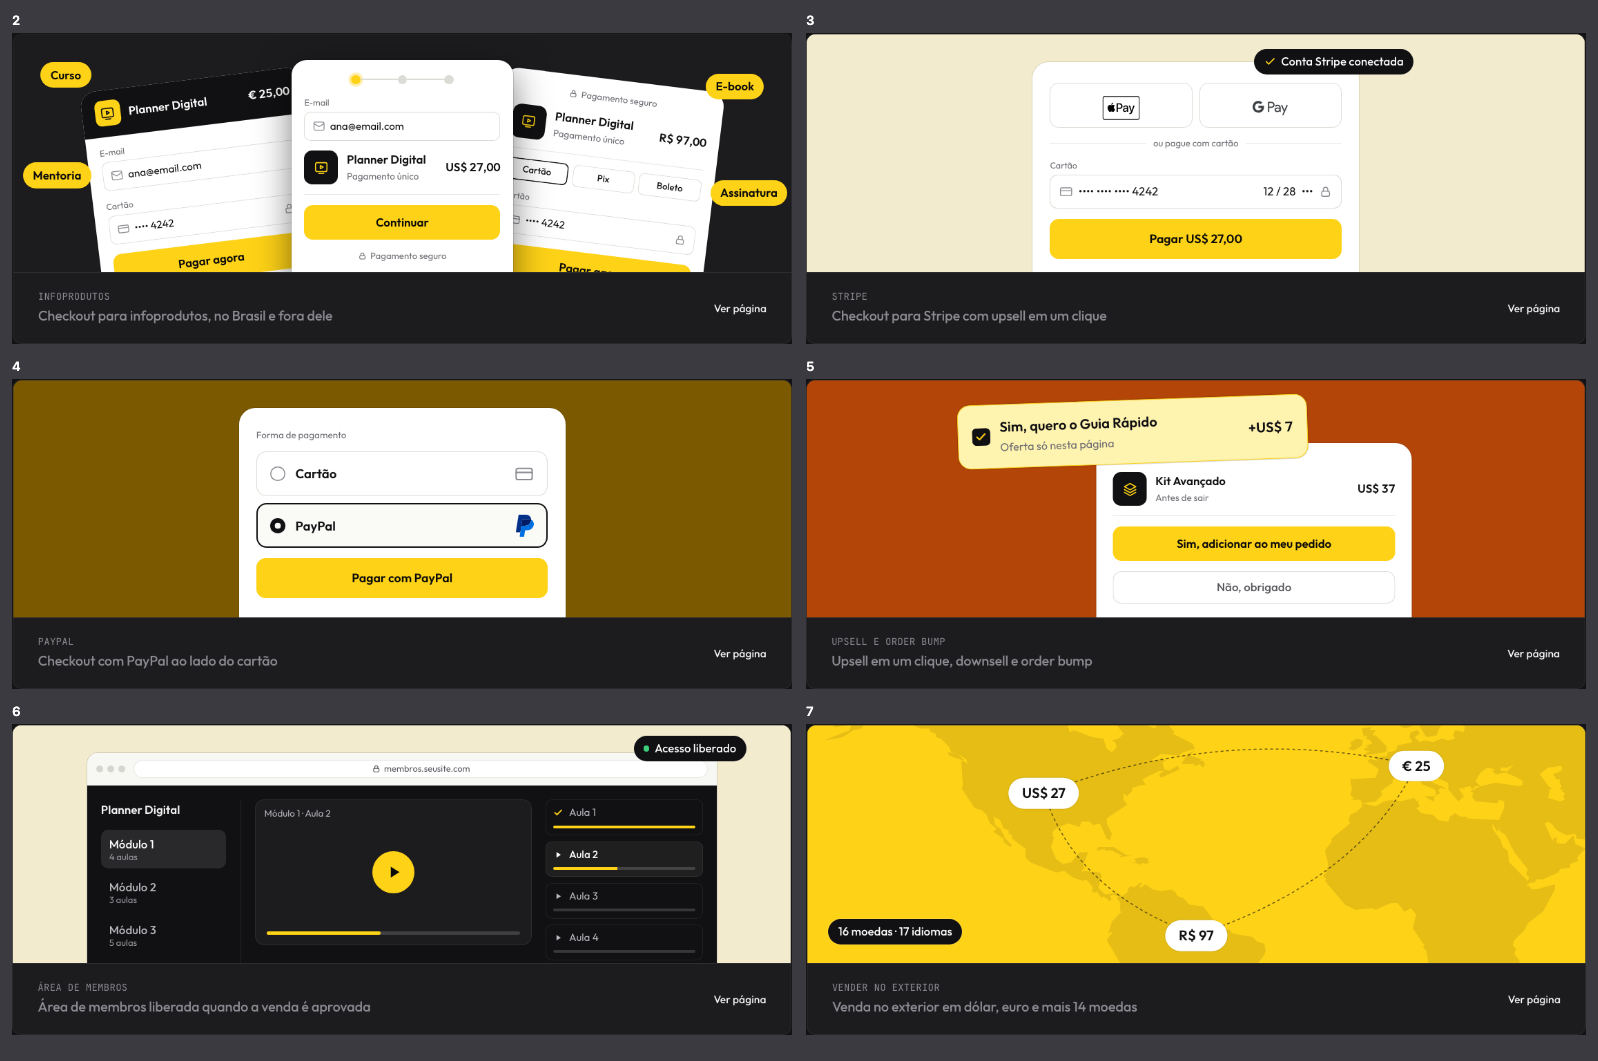 2
Curso
Mentoria
Planner Digital
€ 25,00
E-mail
ana@email.com
Cartão
•••• 4242
Pagar agora
E-mail
ana@email.com
Planner Digital
Pagamento único
US$ 27,00
Continuar
Pagamento seguro
Pagamento seguro
Planner Digital
Pagamento único
R$ 97,00
Cartão
Pix
Boleto
•••• 4242
E-book
Assinatura
INFOPRODUTOS
Checkout para infoprodutos, no Brasil e fora dele
Ver página
3
Conta Stripe conectada
Pay
G Pay
ou pague com cartão
Cartão
•••• •••• •••• 4242
12 / 28 •••
Pagar US$ 27,00
STRIPE
Checkout para Stripe com upsell em um clique
Ver página
4
Forma de pagamento
Cartão
PayPal
Pagar com PayPal
PAYPAL
Checkout com PayPal ao lado do cartão
Ver página
5
Sim, quero o Guia Rápido
Oferta só nesta página
+US$ 7
Kit Avançado
Antes de sair
US$ 37
Sim, adicionar ao meu pedido
Não, obrigado
UPSELL E ORDER BUMP
Upsell em um clique, downsell e order bump
Ver página
6
Acesso liberado
membros.seusite.com
Planner Digital
Módulo 1
4 aulas
Módulo 2
3 aulas
Módulo 3
5 aulas
Módulo 1 · Aula 2
Aula 1
Aula 2
Aula 3
Aula 4
ÁREA DE MEMBROS
Área de membros liberada quando a venda é aprovada
Ver página
7
US$ 27
€ 25
R$ 97
16 moedas · 17 idiomas
VENDER NO EXTERIOR
Venda no exterior em dólar, euro e mais 14 moedas
Ver página